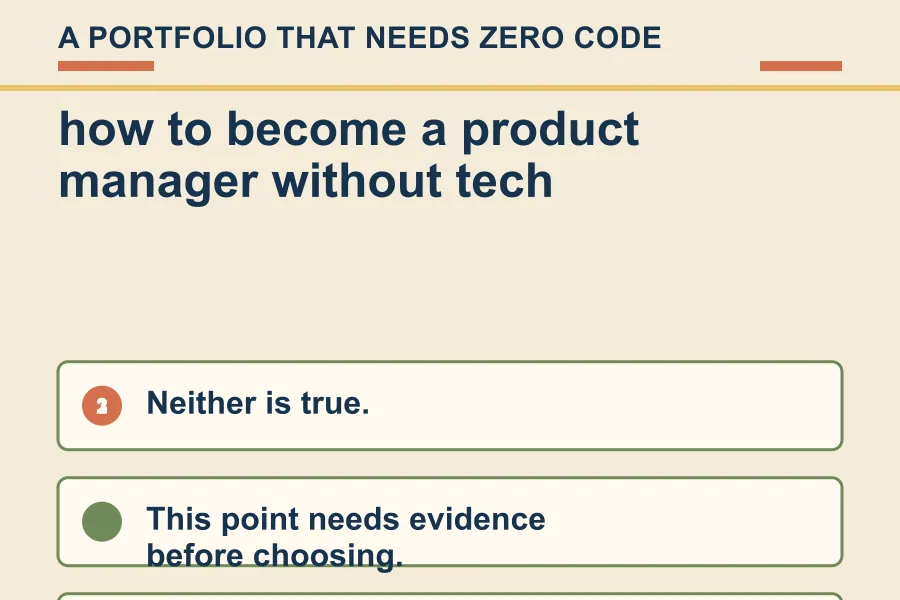 A PORTFOLIO THAT NEEDS ZERO CODE
how to become a product
manager without tech
Neither is true.
This point needs evidence
before choosing.